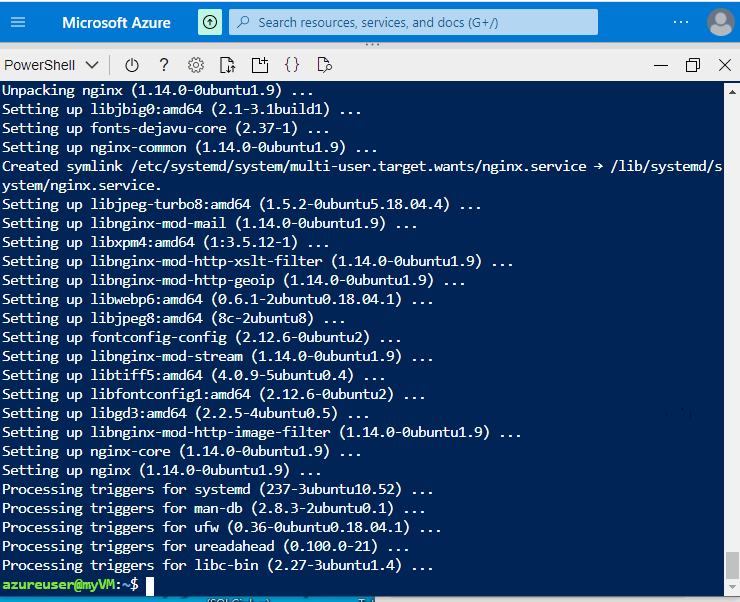 Microsoft Azure
Search resources, services, and docs (G+/)
PowerShell
Unpacking nginx (1.14.0-0ubuntu1.9) ...
Setting up libjbig0:amd64 (2.1-3.1build1) ...
Setting up fonts-dejavu-core (2.37-1) ...
Setting up nginx-common (1.14.0-0ubuntu1.9) ...
Created symlink /etc/systemd/system/multi-user.target.wants/nginx.service → /lib/systemd/s
ystem/nginx.service.
Setting up libjpeg-turbo8:amd64 (1.5.2-0ubuntu5.18.04.4) ...
Setting up libnginx-mod-mail (1.14.0-0ubuntu1.9) ...
Setting up libxpm4:amd64 (1:3.5.12-1) ...
Setting up libnginx-mod-http-xslt-filter (1.14.0-0ubuntu1.9) ...
Setting up libnginx-mod-http-geoip (1.14.0-0ubuntu1.9) ...
Setting up libwebp6:amd64 (0.6.1-2ubuntu0.18.04.1) ...
Setting up libjpeg8:amd64 (8c-2ubuntu8) ...
Setting up fontconfig-config (2.12.6-0ubuntu2) ...
Setting up libnginx-mod-stream (1.14.0-0ubuntu1.9) ...
Setting up libtiff5:amd64 (4.0.9-5ubuntu0.4) ...
Setting up libfontconfig1:amd64 (2.12.6-0ubuntu2) ...
Setting up libgd3:amd64 (2.2.5-4ubuntu0.5) ...
Setting up libnginx-mod-http-image-filter (1.14.0-0ubuntu1.9) ...
Setting up nginx-core (1.14.0-0ubuntu1.9) ...
Setting up nginx (1.14.0-0ubuntu1.9) ...
Processing triggers for systemd (237-3ubuntu10.52) ...
Processing triggers for man-db (2.8.3-2ubuntu0.1) ...
Processing triggers for ufw (0.36-0ubuntu0.18.04.1) ...
Processing triggers for ureadahead (0.100.0-21) ...
Processing triggers for libc-bin (2.27-3ubuntu1.4) ...
azureuser@myVM:~$